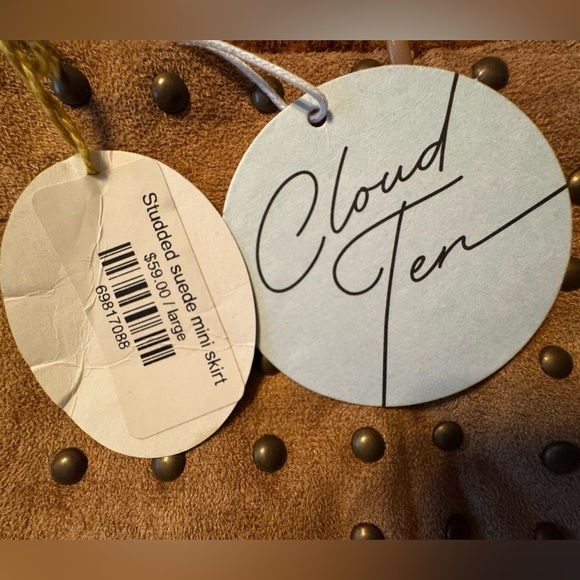 Studded suede mini skirt
$59.00 / large
69817088
Cloud
Ten